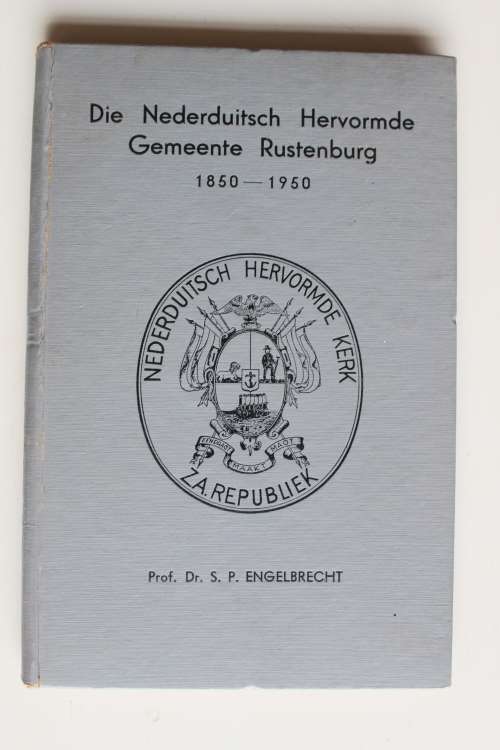 Die Nederduitsch Hervormde
Gemeente Rustenburg
1850 — 1950
NEDERDUITSCH HERVORMDE KERK
EENDRAGT MAAKT MAGT
Z.A. REPUBLIEK
Prof. Dr. S. P. ENGELBRECHT